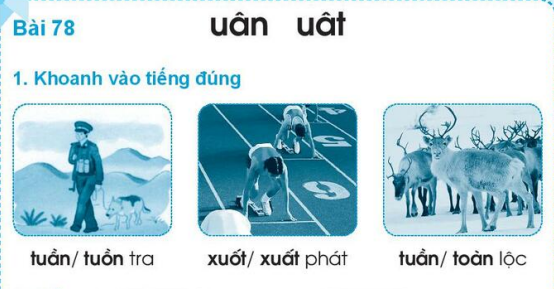 Bài 78 uân uât
1. Khoanh vào tiếng đúng
tuần/ tuồn tra xuốt/ xuất phát tuần/ toàn lộc